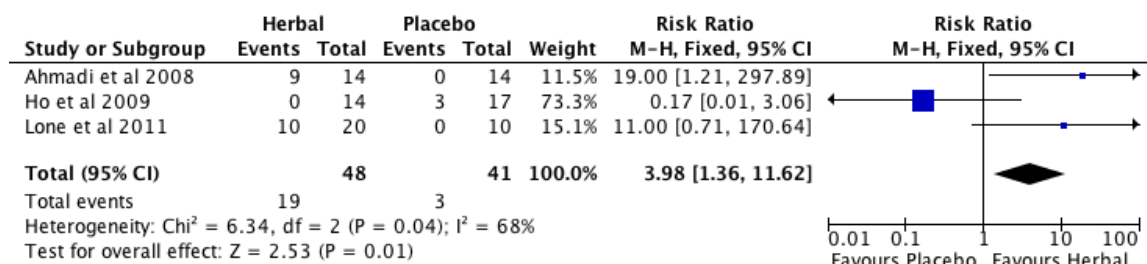 Herbal Placebo Risk Ratio Risk Ratio
Study or Subgroup Events Total Events Total Weight M-H, Fixed, 95% CI M-H, Fixed, 95% CI
Ahmadi et al 2008 9 14 0 14 11.5% 19.00 [1.21, 297.89]
Ho et al 2009 0 14 3 17 73.3% 0.17 [0.01, 3.06]
Lone et al 2011 10 20 0 10 15.1% 11.00 [0.71, 170.64]
Total (95% CI) 48 41 100.0% 3.98 [1.36, 11.62]
Total events 19 3
Heterogeneity: Chi² = 6.34, df = 2 (P = 0.04); I² = 68%
Test for overall effect: Z = 2.53 (P = 0.01)
0.01 0.1 1 10 100
Favours Placebo Favours Herbal